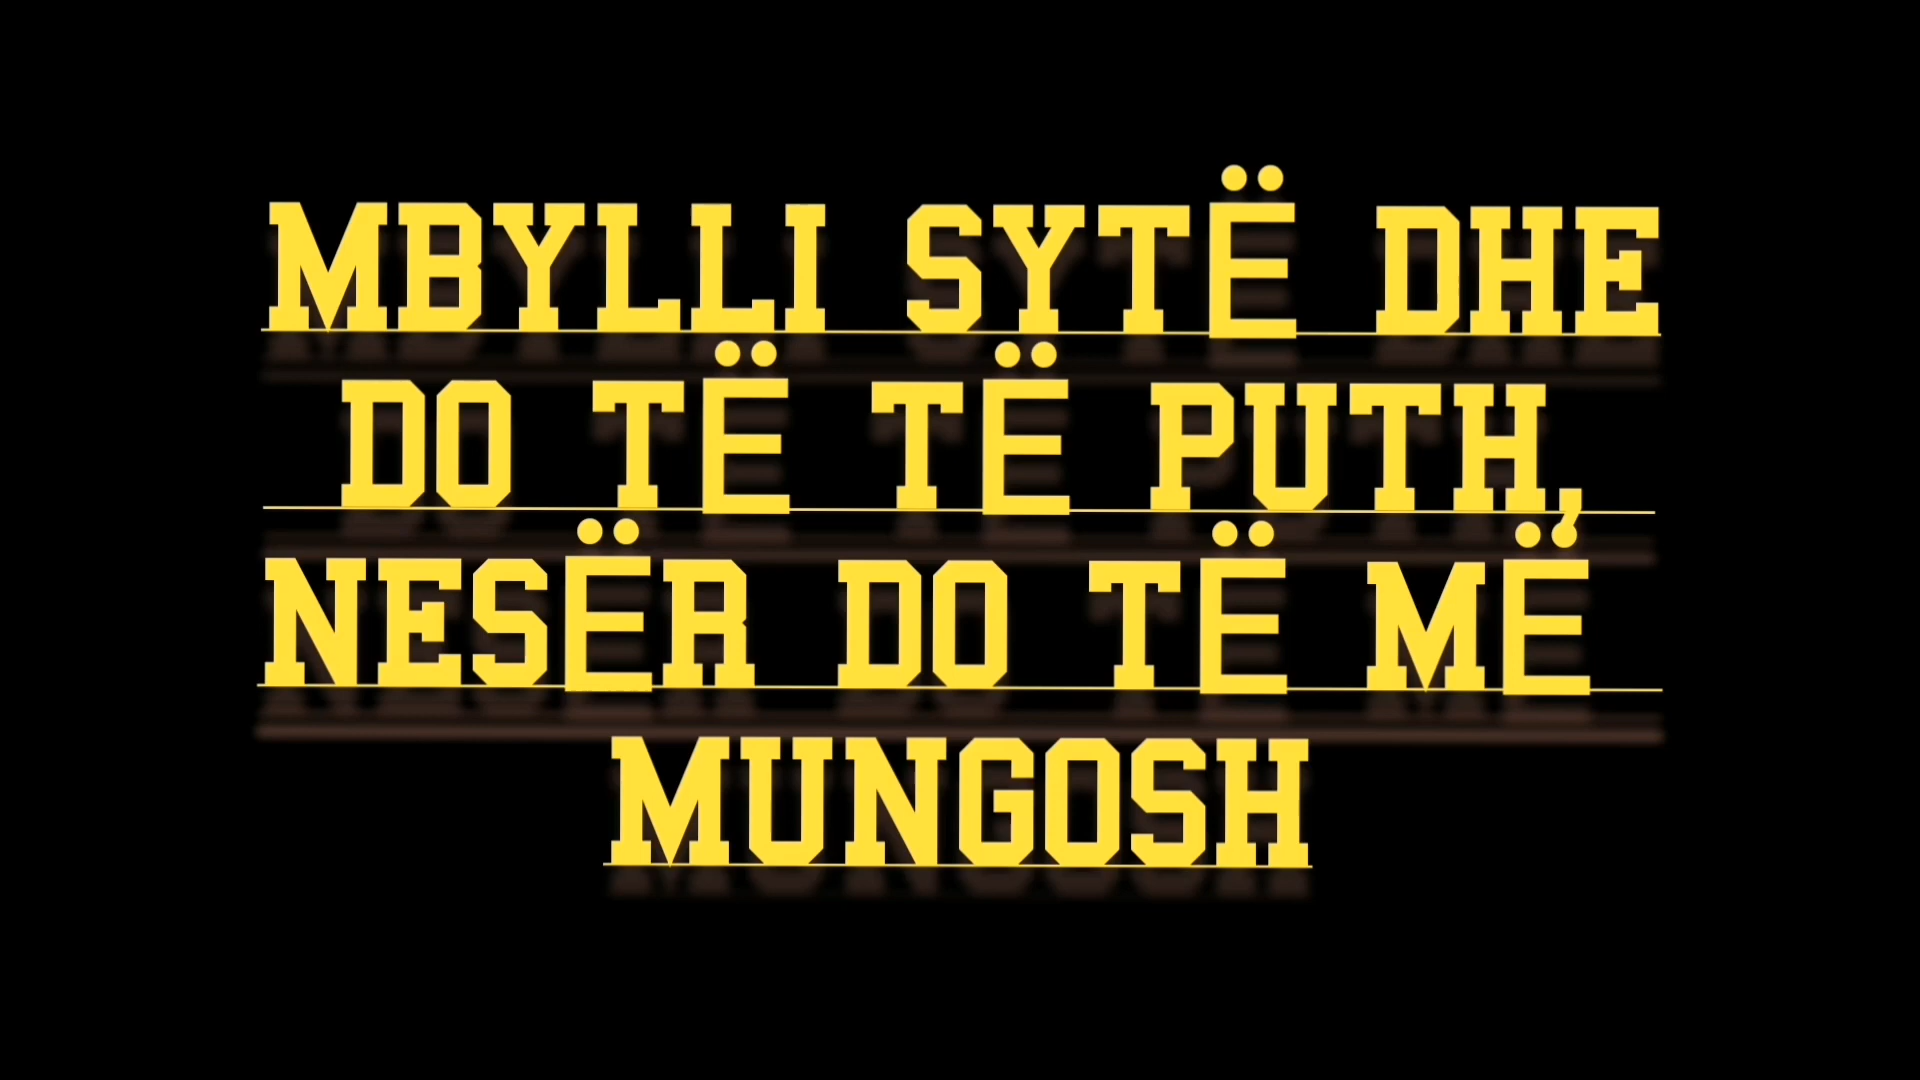 MBYLLI SYTË DHE
DO TË TË PUTH,
NESËR DO TË MË
MUNGOSH